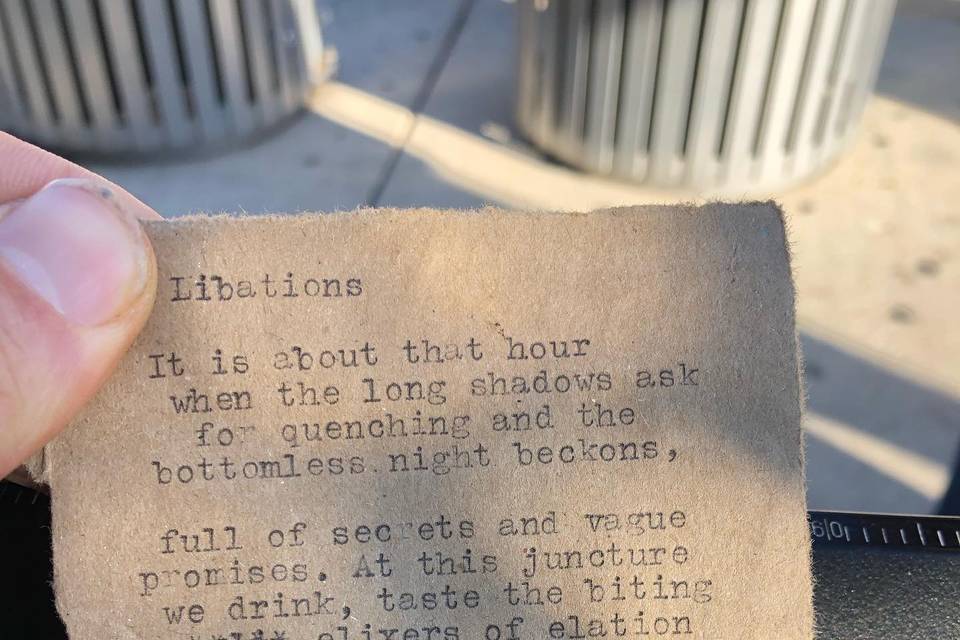 Libations
It is about that hour
when the long shadows ask
for quenching and the
bottomless night beckons,
full of secrets and vague
promises. At this juncture
we drink, taste the biting
elixers of elation